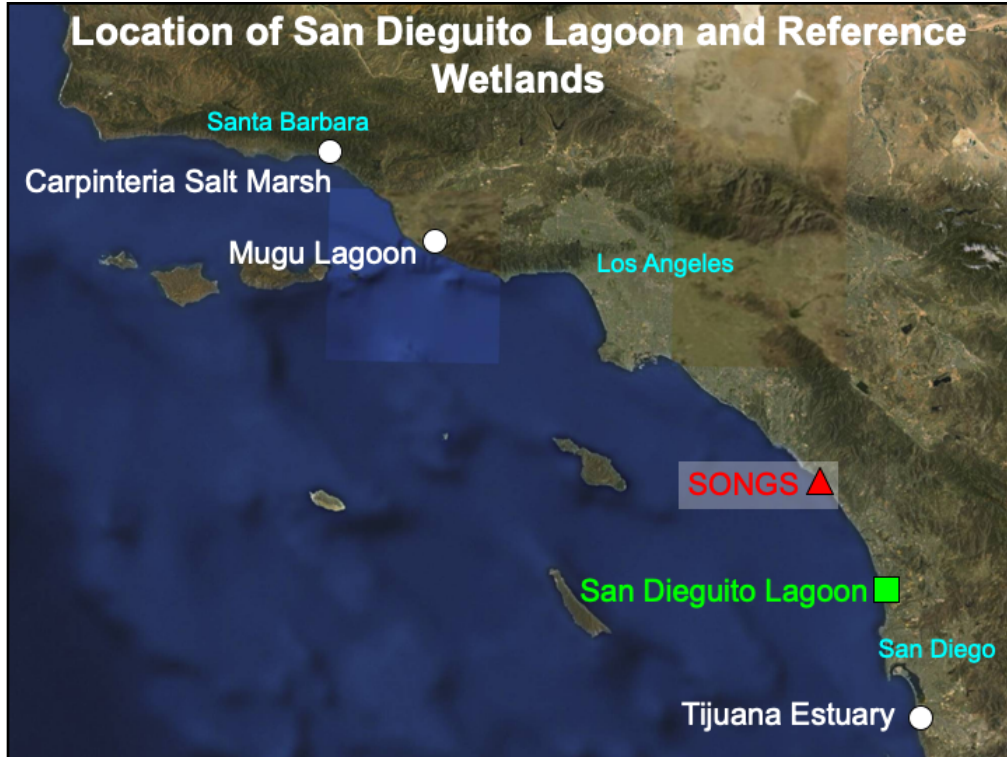 Location of San Dieguito Lagoon and Reference
Wetlands
Santa Barbara
Carpinteria Salt Marsh
Mugu Lagoon
Los Angeles
SONGS
San Dieguito Lagoon
San Diego
Tijuana Estuary